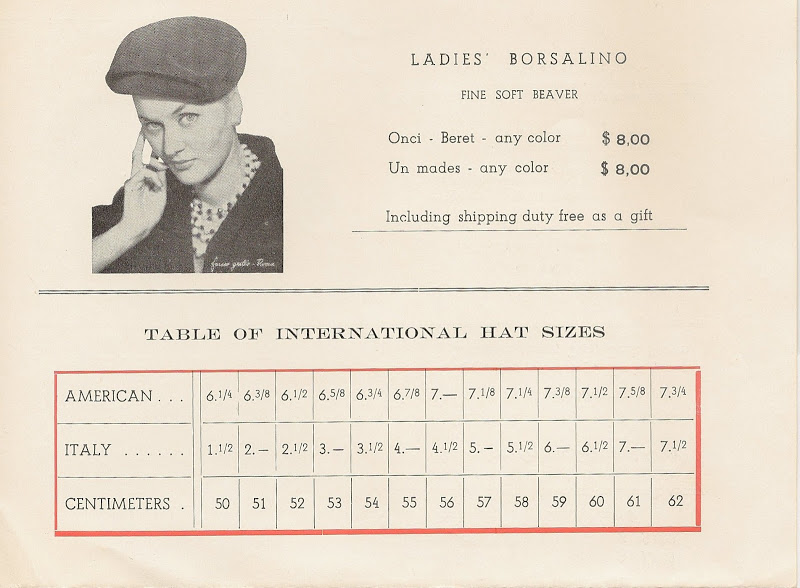 LADIES' BORSALINO
FINE SOFT BEAVER
Onci - Beret - any color $ 8,00
Un mades - any color $ 8,00
Including shipping duty free as a gift
TABLE OF INTERNATIONAL HAT SIZES
AMERICAN . . . 6.1/4 6.3/8 6.1/2 6.5/8 6.3/4 6.7/8 7.— 7.1/8 7.1/4 7.3/8 7.1/2 7.5/8 7.3/4
ITALY . . . . . . 1.1/2 2.— 2.1/2 3.— 3.1/2 4.— 4.1/2 5.— 5.1/2 6.— 6.1/2 7.— 7.1/2
CENTIMETERS . 50 51 52 53 54 55 56 57 58 59 60 61 62